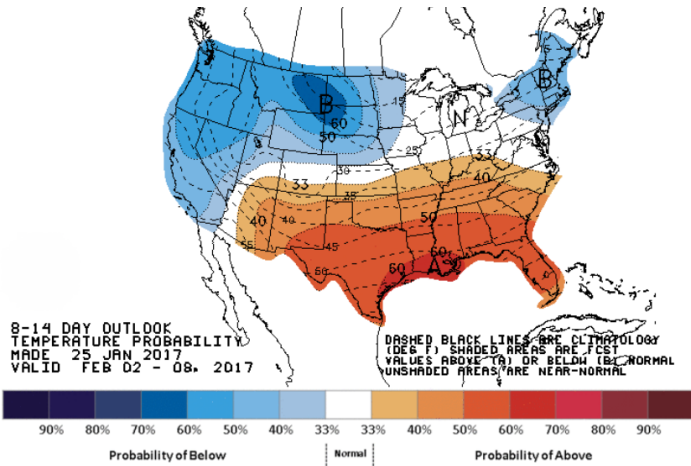 B
60
50
15
N
B
25
33
30
33
40
35
40
40
50
55
45
60
60
60
A
8-14 DAY OUTLOOK
TEMPERATURE PROBABILITY
MADE 25 JAN 2017
VALID FEB 02 - 08, 2017
DASHED BLACK LINES ARE CLIMATOLOGY
(DEG F) SHADED AREAS ARE FCST
VALUES ABOVE (A) OR BELOW (B) NORMAL
UNSHADED AREAS ARE NEAR-NORMAL
90% 80% 70% 60% 50% 40% 33% 33% 40% 50% 60% 70% 80% 90%
Probability of Below Normal Probability of Above